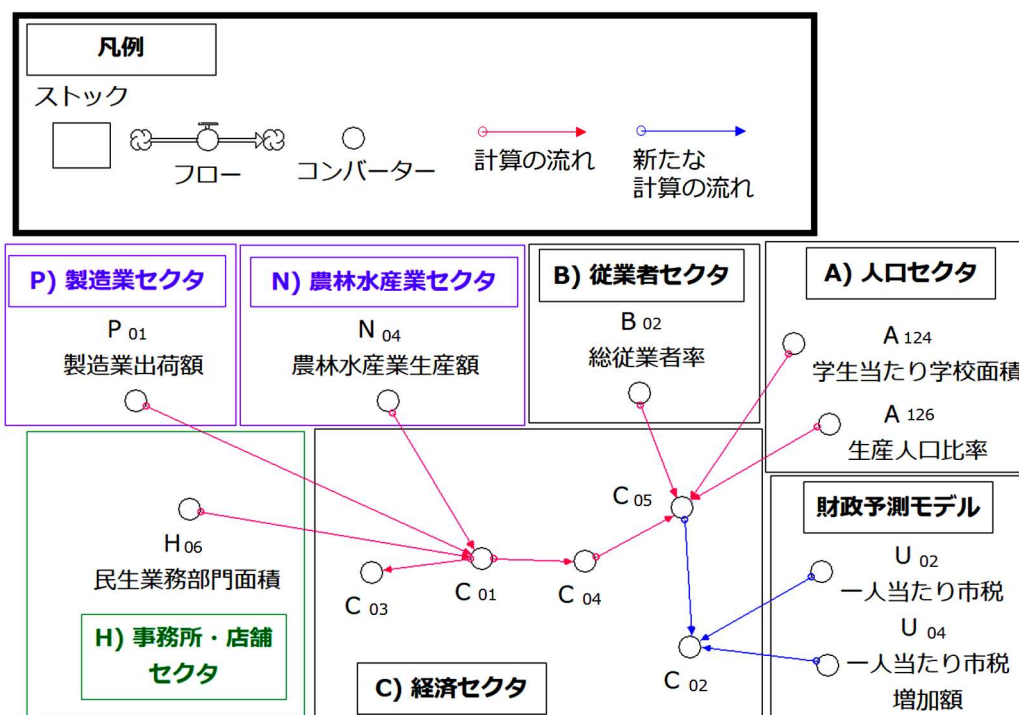 凡例
ストック
フロー
コンバーター
計算の流れ
新たな
計算の流れ
P) 製造業セクタ
P 01
製造業出荷額
N) 農林水産業セクタ
N 04
農林水産業生産額
B) 従業者セクタ
B 02
総従業者率
A) 人口セクタ
A 124
学生当たり学校面積
A 126
生産人口比率
H 06
民生業務部門面積
H) 事務所・店舗
セクタ
C 05
C 03
C 01
C 04
C 02
C) 経済セクタ
財政予測モデル
U 02
一人当たり市税
U 04
一人当たり市税
増加額